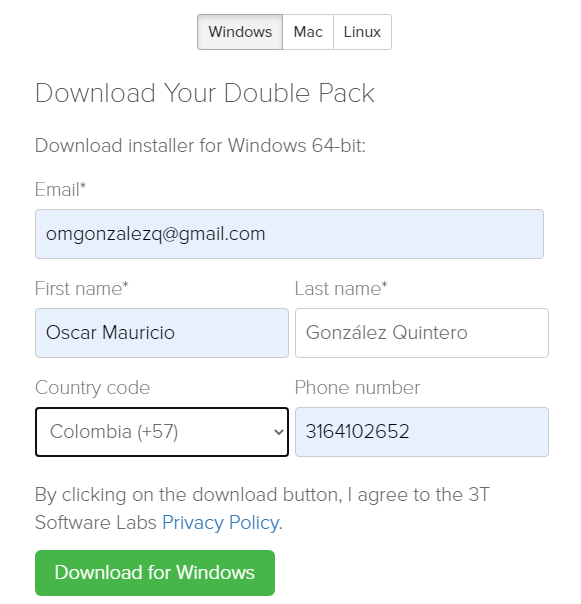 Windows Mac Linux
Download Your Double Pack
Download installer for Windows 64-bit:
Email*
omgonzalezq@gmail.com
First name* Last name*
Oscar Mauricio González Quintero
Country code Phone number
Colombia (+57) 3164102652
By clicking on the download button, I agree to the 3T
Software Labs Privacy Policy.
Download for Windows